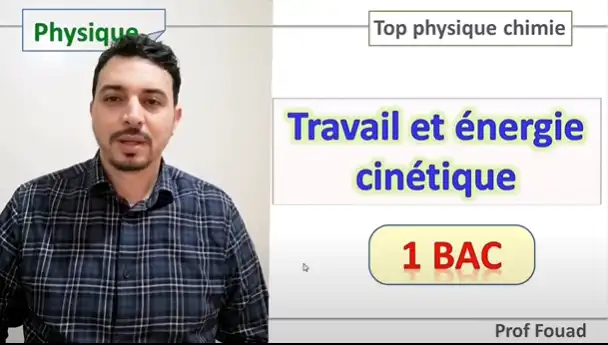 Physique
Top physique chimie
Travail et énergie
cinétique
1 BAC
Prof Fouad